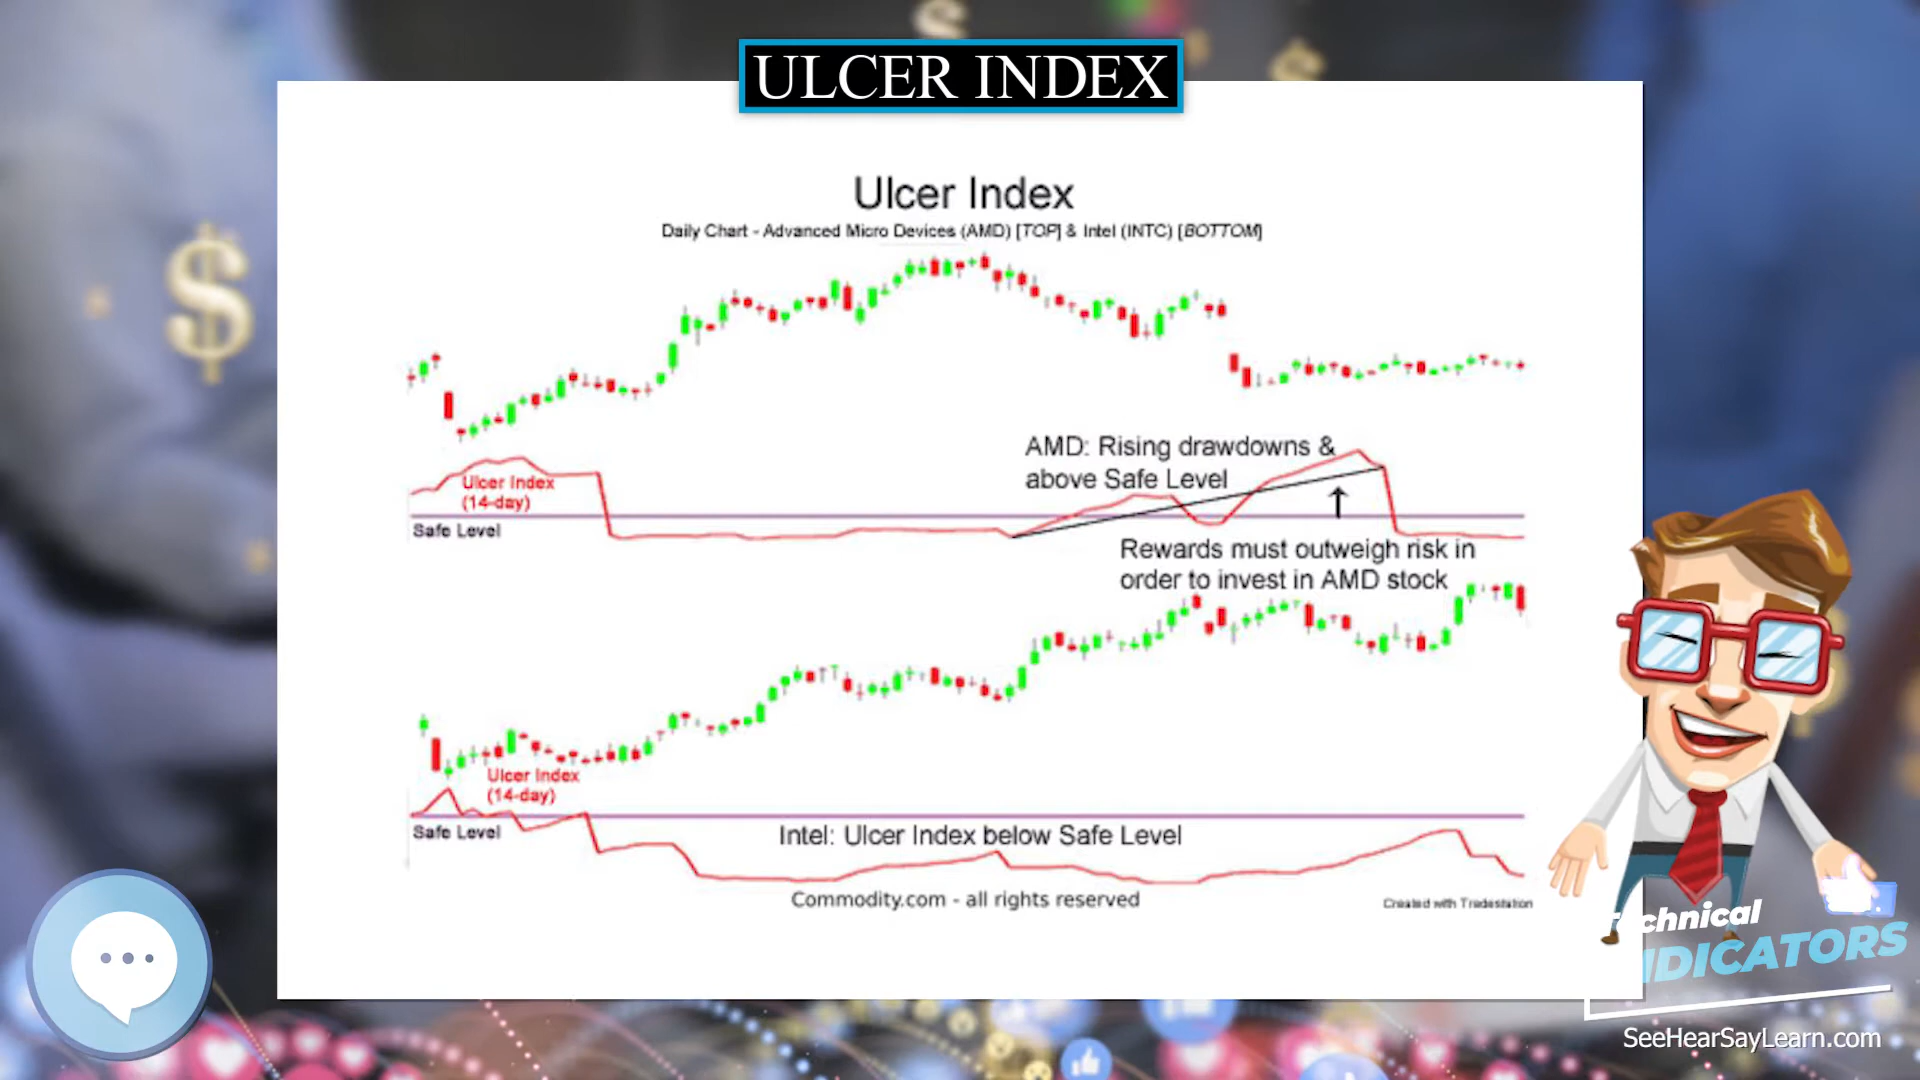 ULCER INDEX
Ulcer Index
Daily Chart - Advanced Micro Devices (AMD) [TOP] & Intel (INTC) [BOTTOM]
AMD: Rising drawdowns &
above Safe Level
Ulcer Index
(14-day)
Safe Level
Rewards must outweigh risk in
order to invest in AMD stock
Ulcer Index
(14-day)
Safe Level
Intel: Ulcer Index below Safe Level
Commodity.com - all rights reserved
Created with Tradestation
Technical
INDICATORS
SeeHearSayLearn.com